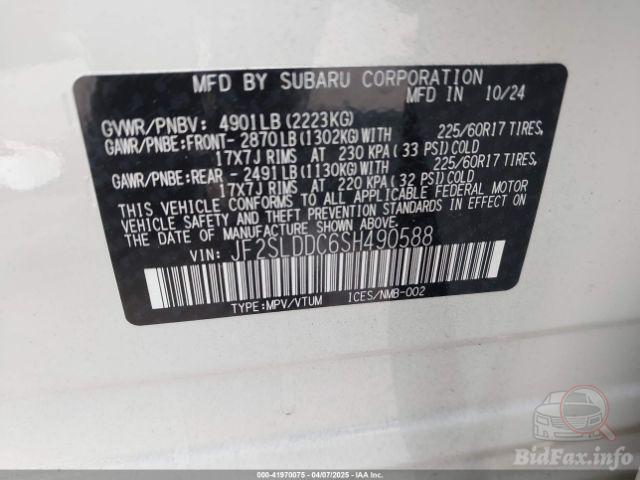 MFD BY SUBARU CORPORATION
MFD IN 10/24
GVWR/PNBV: 4901LB(2223KG)
GAWR/PNBE:FRONT- 2870LB(1302KG)WITH 225/60R17 TIRES,
17X7J RIMS AT 230 KPA(33 PSI)COLD
GAWR/PNBE:REAR - 2491LB(1130KG)WITH 225/60R17 TIRES,
17X7J RIMS AT 220 KPA(32 PSI)COLD
THIS VEHICLE CONFORMS TO ALL APPLICABLE FEDERAL MOTOR
VEHICLE SAFETY AND THEFT PREVENTION STANDARDS IN
EFFECT ON THE DATE OF MANUFACTURE SHOWN ABOVE.
VIN: JF2SLDDC6SH490588
TYPE:MPV/VTUM ICES/NMB-002
BidFax.info
00-41970075 - 04/07/2025 - IAAI